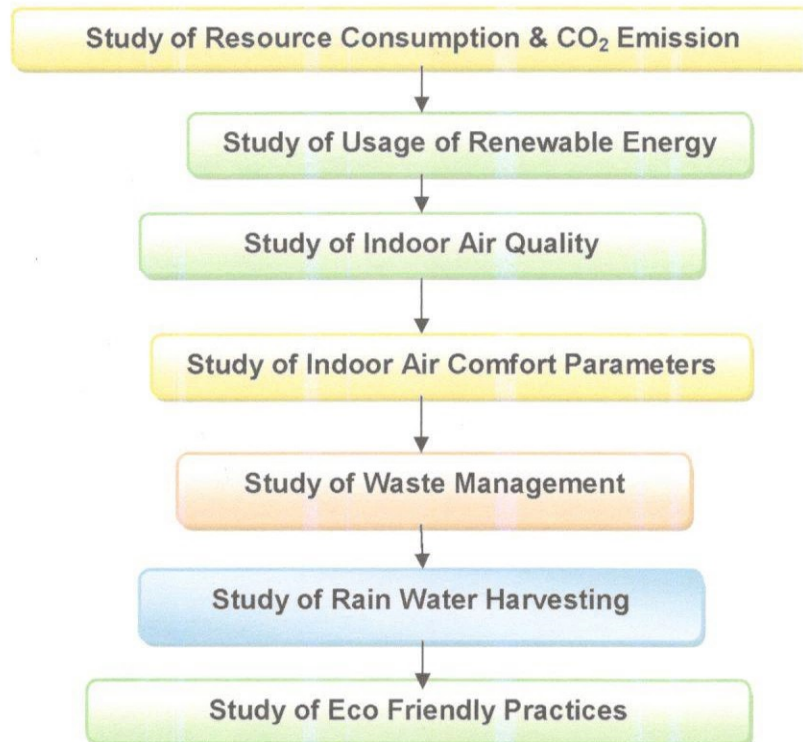 Study of Resource Consumption & CO₂ Emission
Study of Usage of Renewable Energy
Study of Indoor Air Quality
Study of Indoor Air Comfort Parameters
Study of Waste Management
Study of Rain Water Harvesting
Study of Eco Friendly Practices